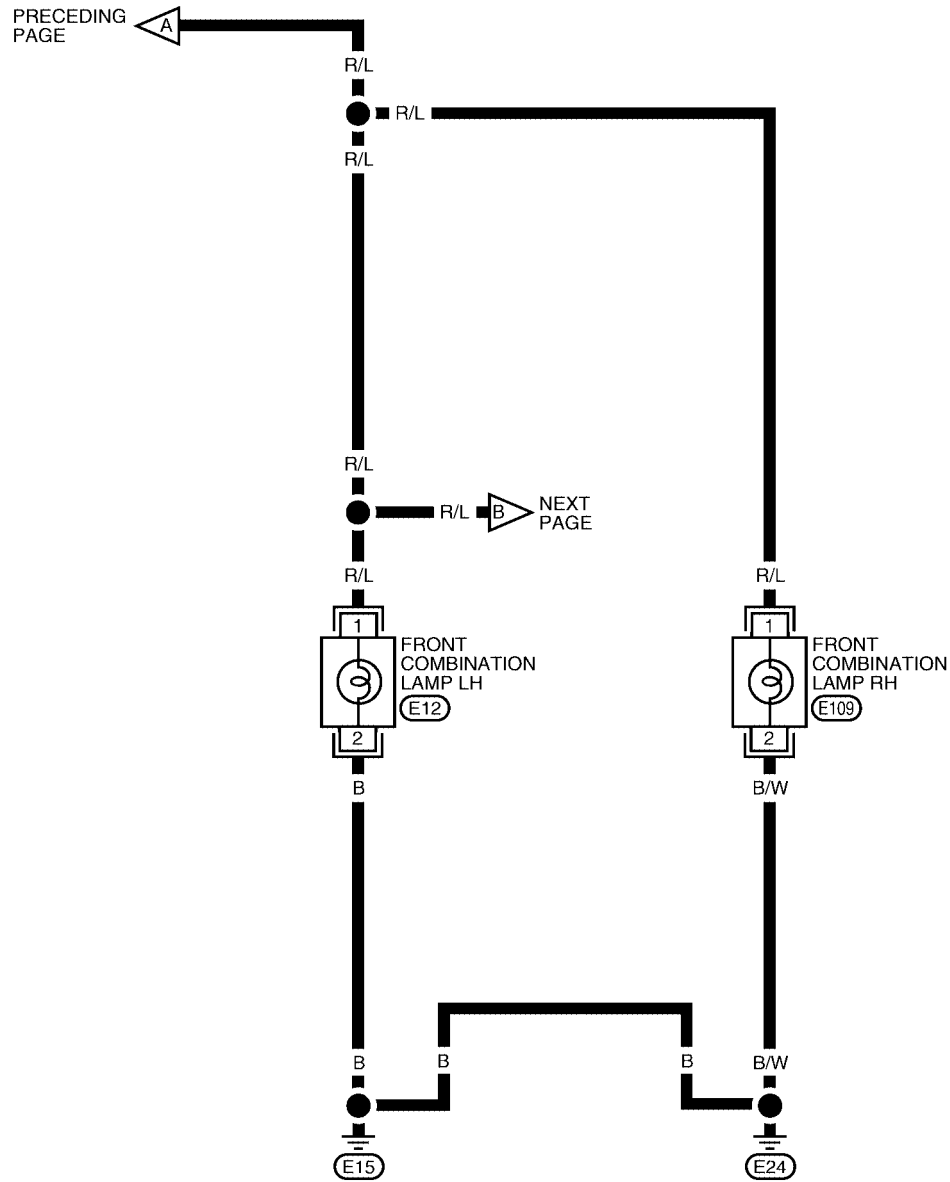 PRECEDING
PAGE
A
R/L
R/L
R/L
R/L
R/L
B
NEXT
PAGE
R/L
R/L
1
1
FRONT
COMBINATION
LAMP LH
E12
FRONT
COMBINATION
LAMP RH
E109
2
2
B
B/W
B
B
B
B/W
E15
E24